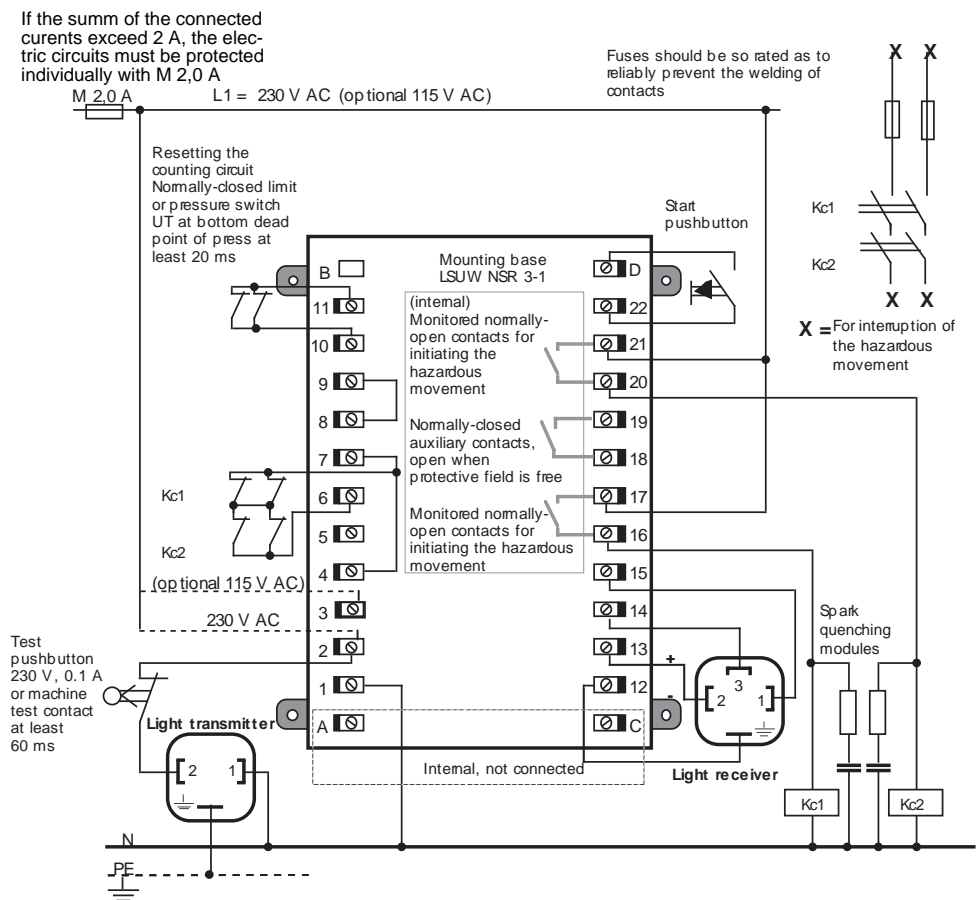 If the summ of the connected
curents exceed 2 A, the elec-
tric circuits must be protected
individually with M 2,0 A
M 2,0 A
L1 = 230 V AC (optional 115 V AC)
Fuses should be so rated as to
reliably prevent the welding of
contacts
X X
Kc1
Kc2
X X
X = For interruption of
the hazardous
movement
Resetting the
counting circuit
Normally-closed limit
or pressure switch
UT at bottom dead
point of press at
least 20 ms
Start
pushbutton
Mounting base
LSUW NSR 3-1
B
11
10
9
8
7
6
5
4
3
2
1
A
D
22
21
20
19
18
17
16
15
14
13
12
C
(internal)
Monitored normally-
open contacts for
initiating the
hazardous
movement
Normally-closed
auxiliary contacts,
open when
protective field is free
Monitored normally-
open contacts for
initiating the hazardous
movement
Kc1
Kc2
(optional 115 V AC)
230 V AC
Test
pushbutton
230 V, 0.1 A
or machine
test contact
at least
60 ms
Light transmitter
2 1
Internal, not connected
+
-
3
2 1
Light receiver
Spark
quenching
modules
Kc1
Kc2
N
PE